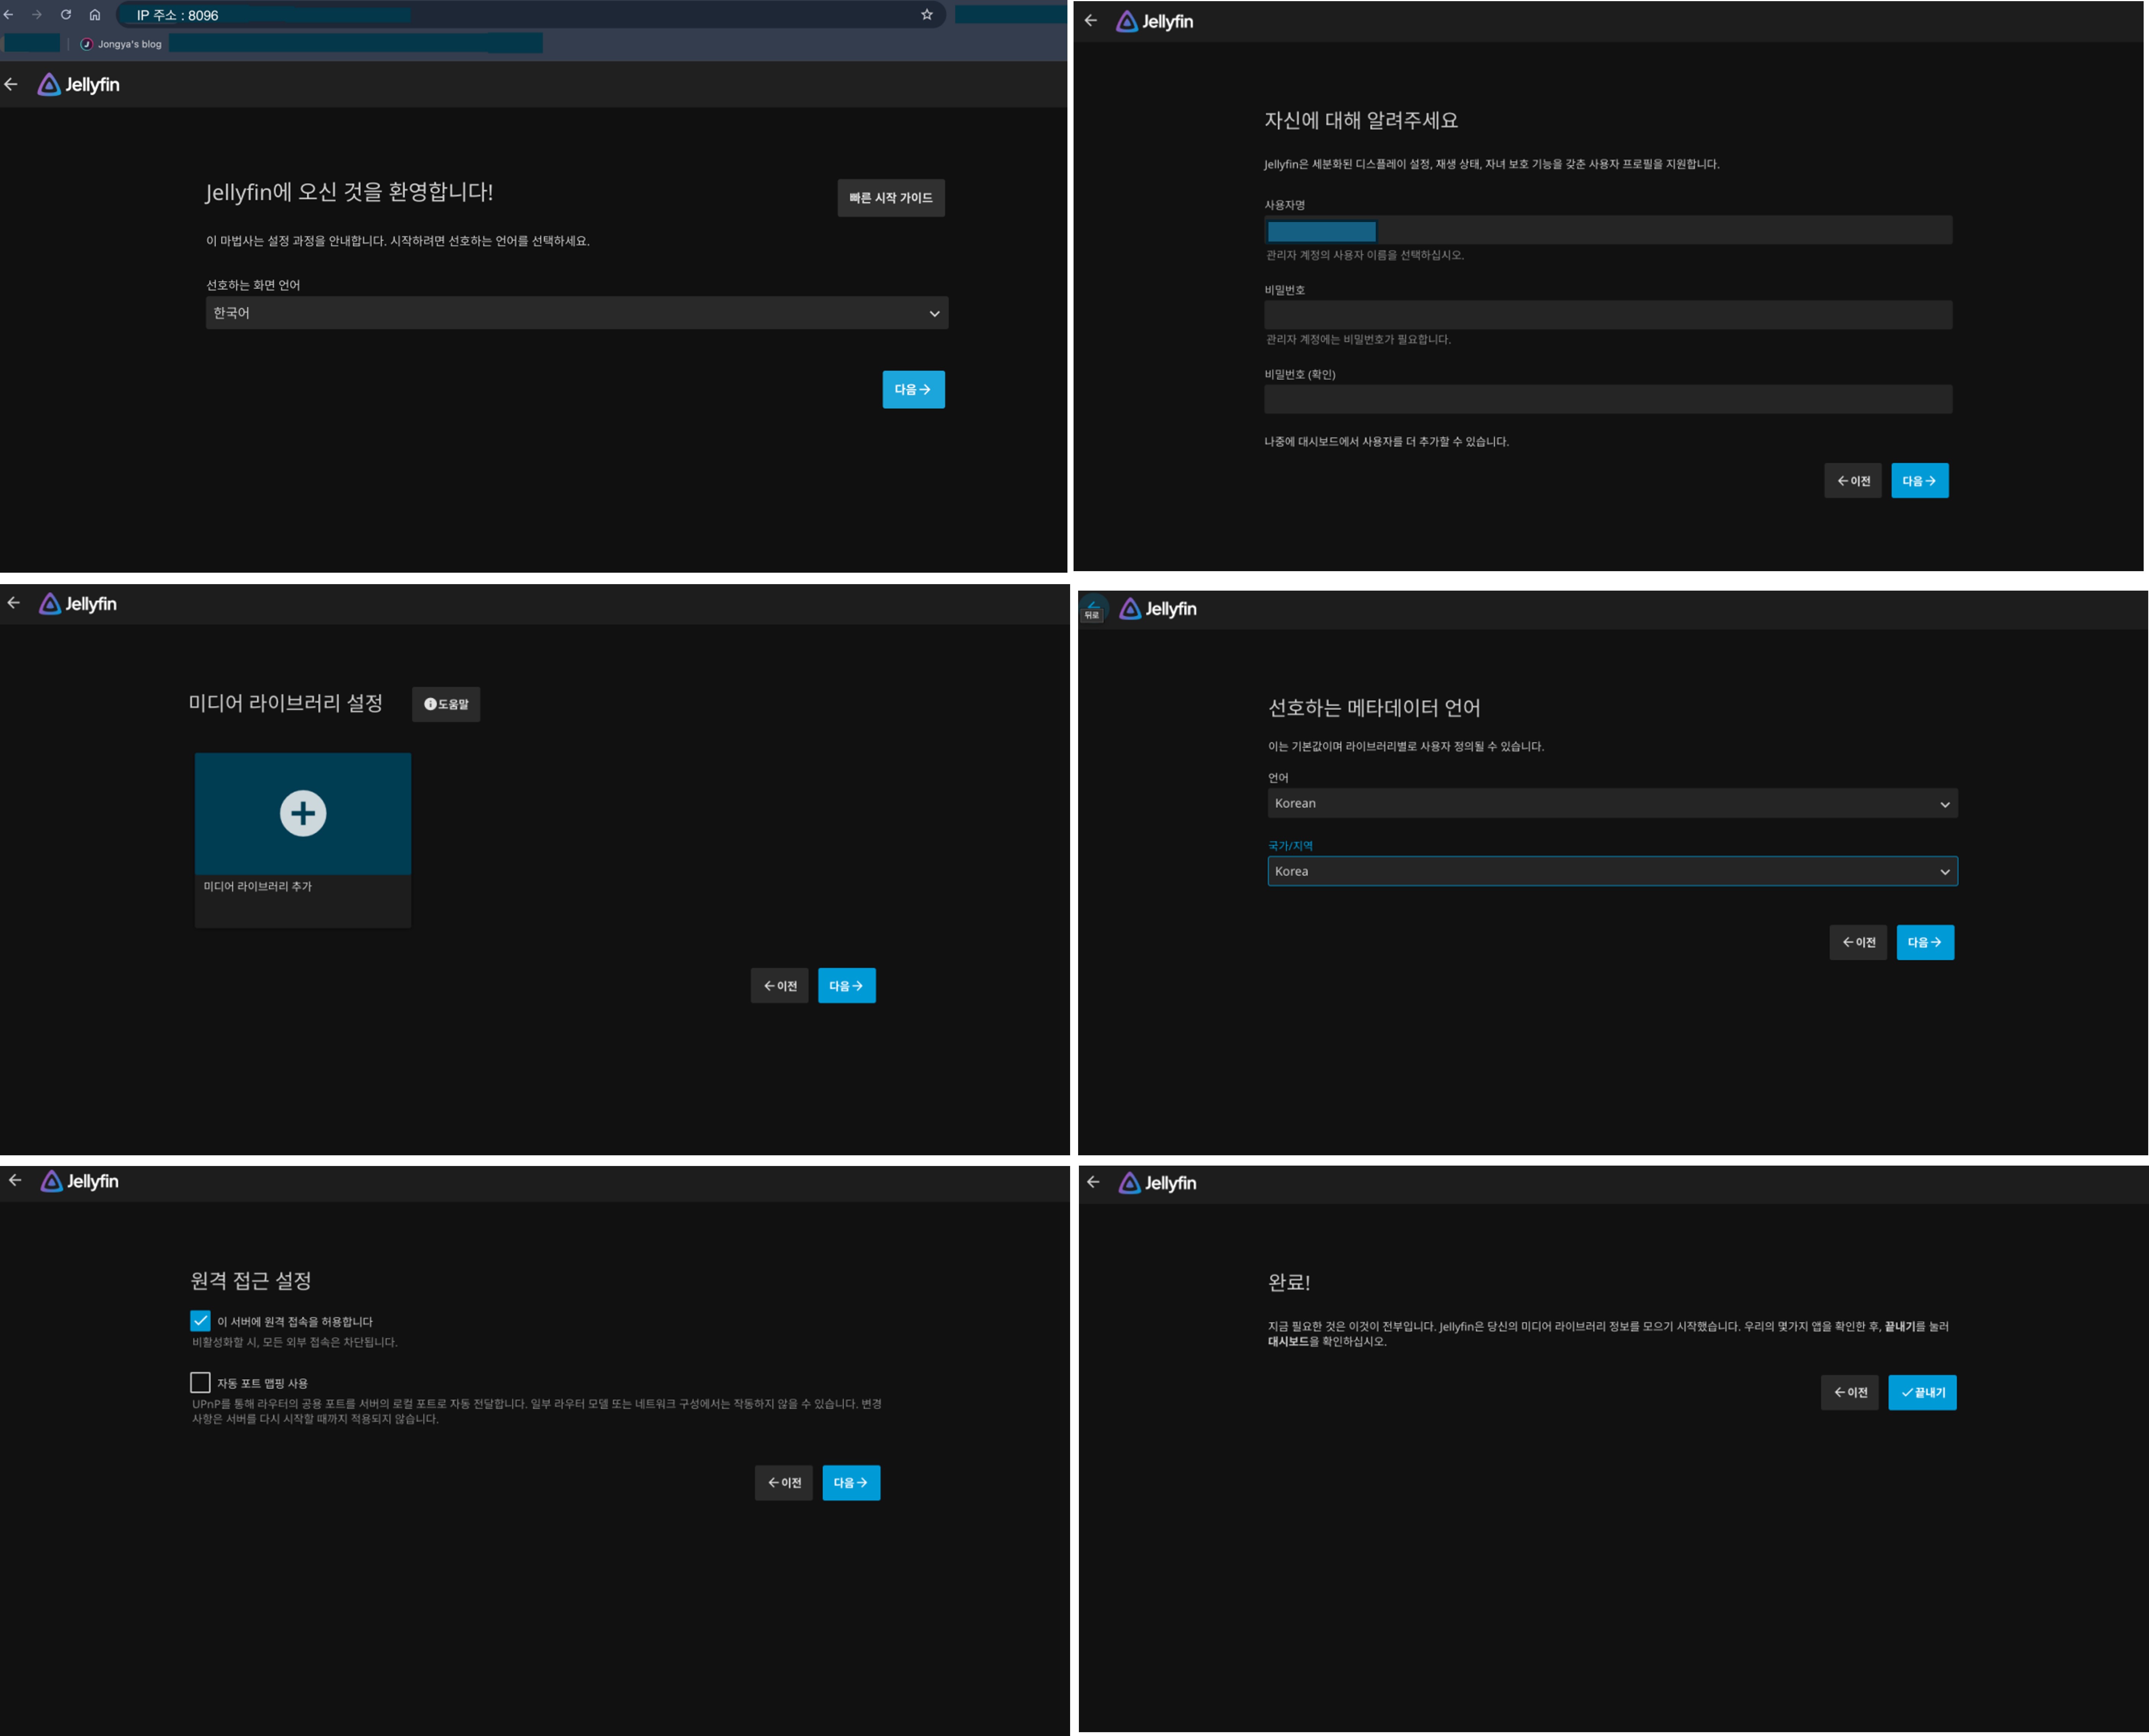 IP 주소 : 8096
Jongya's blog
Jellyfin
Jellyfin에 오신 것을 환영합니다!
빠른 시작 가이드
이 마법사는 설정 과정을 안내합니다. 시작하려면 선호하는 언어를 선택하세요.
선호하는 화면 언어
한국어
다음
Jellyfin
자신에 대해 알려주세요
Jellyfin은 세분화된 디스플레이 설정, 재생 상태, 자녀 보호 기능을 갖춘 사용자 프로필을 지원합니다.
사용자명
관리자 계정의 사용자 이름을 선택하십시오.
비밀번호
관리자 계정에는 비밀번호가 필요합니다.
비밀번호 (확인)
나중에 대시보드에서 사용자를 더 추가할 수 있습니다.
이전 다음
Jellyfin
미디어 라이브러리 설정
도움말
미디어 라이브러리 추가
이전 다음
뒤로
Jellyfin
선호하는 메타데이터 언어
이는 기본값이며 라이브러리별로 사용자 정의될 수 있습니다.
언어
Korean
국가/지역
Korea
이전 다음
Jellyfin
원격 접근 설정
이 서버에 원격 접속을 허용합니다
비활성화할 시, 모든 외부 접속은 차단됩니다.
자동 포트 맵핑 사용
UPnP를 통해 라우터의 공용 포트를 서버의 로컬 포트로 자동 전달합니다. 일부 라우터 모델 또는 네트워크 구성에서는 작동하지 않을 수 있습니다. 변경
사항은 서버를 다시 시작할 때까지 적용되지 않습니다.
이전 다음
Jellyfin
완료!
지금 필요한 것은 이것이 전부입니다. Jellyfin은 당신의 미디어 라이브러리 정보를 모으기 시작했습니다. 우리의 몇가지 앱을 확인한 후, 끝내기를 눌러
대시보드을 확인하십시오.
이전 끝내기